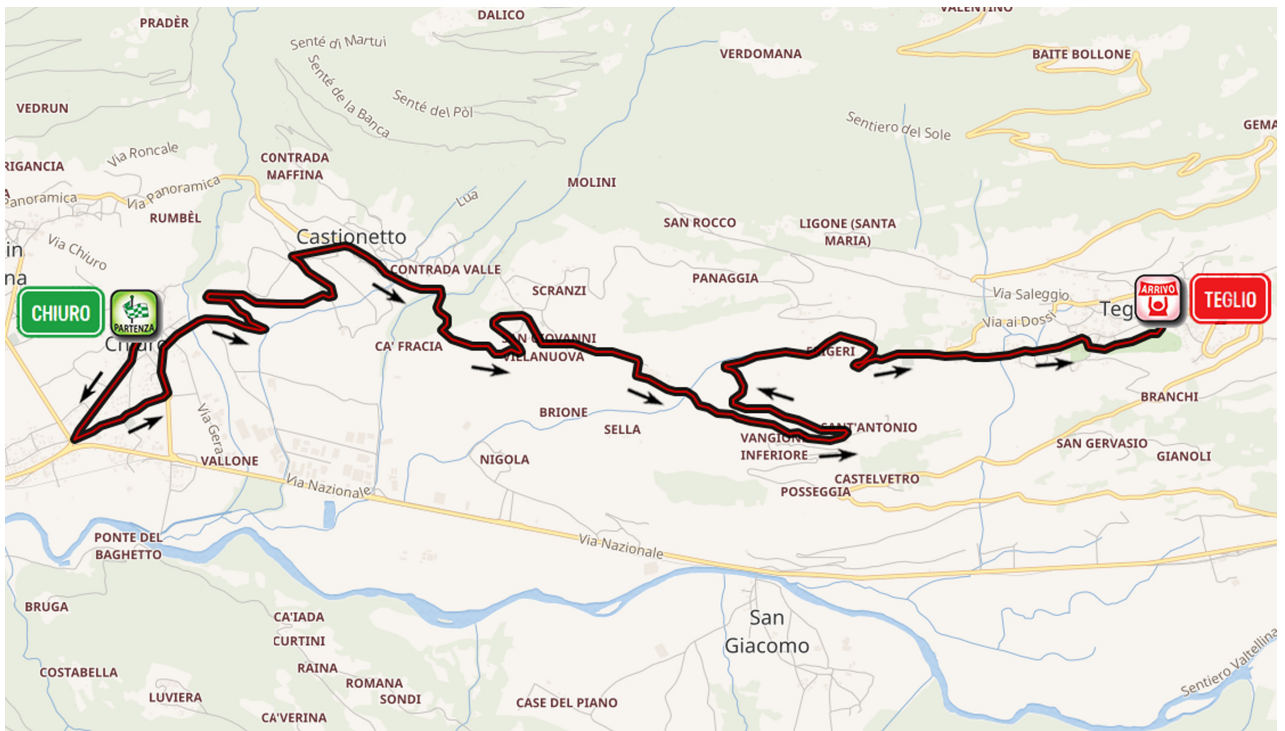 DALICO
VALENTINO
PRADÈR
Senté di Martui
VERDOMANA
BAITE BOLLONE
Senté de la Banca
Senté del Pòl
VEDRUN
Sentiero del Sole
Via Roncale
CONTRADA
MAFFINA
MOLINI
Panoramica
Via Panoramica
Lua
RUMBÈL
SAN ROCCO
LIGONE (SANTA
MARIA)
Via Chiuro
Castionetto
CONTRADA VALLE
PANAGGIA
SCRANZI
Via Saleggio
ARRIVO
TEGLIO
CHIURO
PARTENZA
Via ai Dossi
CA' FRACIA
VILLANUOVA
BRIONE
SELLA
SANT'ANTONIO
BRANCHI
Via Gera
VANGIONE
INFERIORE
SAN GERVASIO
GIANOLI
VALLONE
NIGOLA
CASTELVETRO
POSSEGGIA
Via Nazionale
PONTE DEL
BAGHETTO
Via Nazionale
BRUGA
CA'IADA
San
Giacomo
CURTINI
COSTABELLA
RAINA
ROMANA
SONDI
LUVIERA
CASE DEL PIANO
CA'VERINA
Sentiero Valtellina